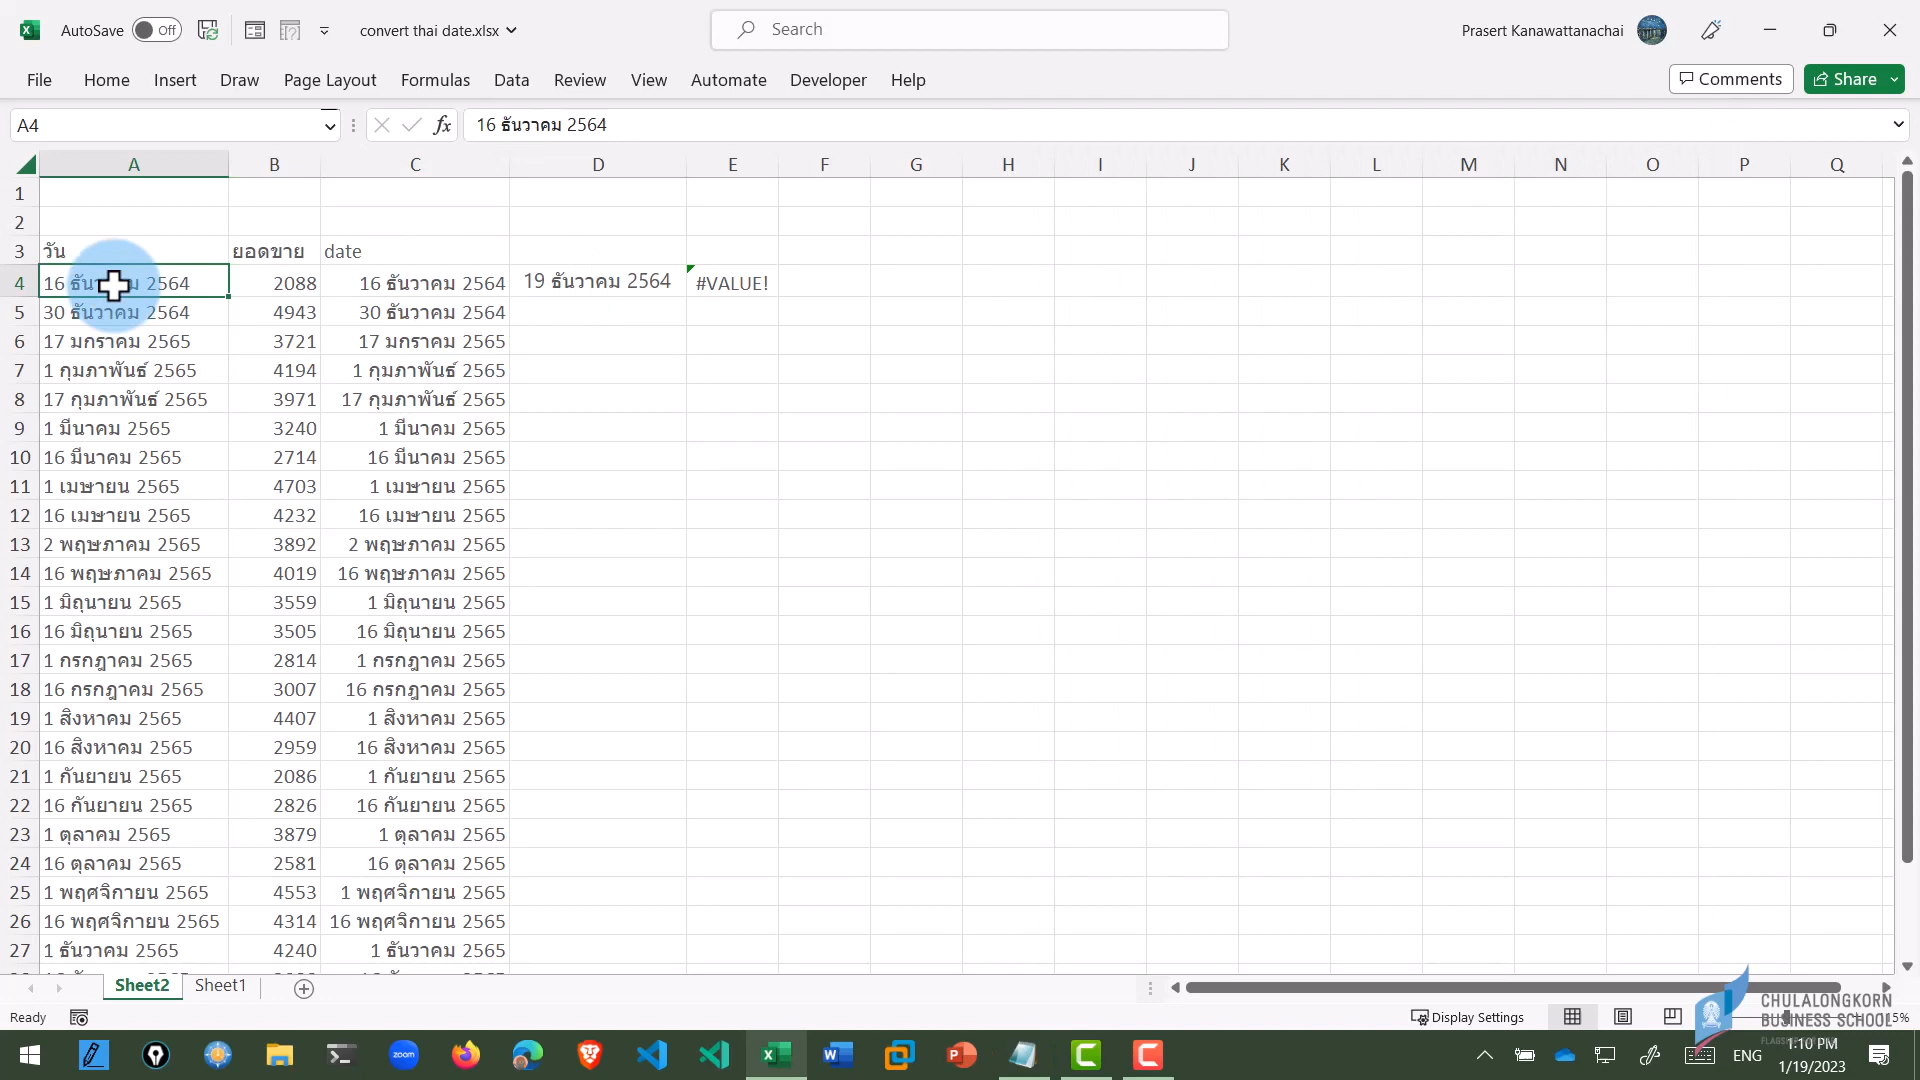 AutoSave Off convert thai date.xlsx Search Prasert Kanawattanachai
File Home Insert Draw Page Layout Formulas Data Review View Automate Developer Help Comments Share
A4 fx 16 ธันวาคม 2564
A B C D E F G H I J K L M N O P Q
1
2
3 วัน ยอดขาย date
4 16 ธันวาคม 2564 2088 16 ธันวาคม 2564 19 ธันวาคม 2564 #VALUE!
5 30 ธันวาคม 2564 4943 30 ธันวาคม 2564
6 17 มกราคม 2565 3721 17 มกราคม 2565
7 1 กุมภาพันธ์ 2565 4194 1 กุมภาพันธ์ 2565
8 17 กุมภาพันธ์ 2565 3971 17 กุมภาพันธ์ 2565
9 1 มีนาคม 2565 3240 1 มีนาคม 2565
10 16 มีนาคม 2565 2714 16 มีนาคม 2565
11 1 เมษายน 2565 4703 1 เมษายน 2565
12 16 เมษายน 2565 4232 16 เมษายน 2565
13 2 พฤษภาคม 2565 3892 2 พฤษภาคม 2565
14 16 พฤษภาคม 2565 4019 16 พฤษภาคม 2565
15 1 มิถุนายน 2565 3559 1 มิถุนายน 2565
16 16 มิถุนายน 2565 3505 16 มิถุนายน 2565
17 1 กรกฎาคม 2565 2814 1 กรกฎาคม 2565
18 16 กรกฎาคม 2565 3007 16 กรกฎาคม 2565
19 1 สิงหาคม 2565 4407 1 สิงหาคม 2565
20 16 สิงหาคม 2565 2959 16 สิงหาคม 2565
21 1 กันยายน 2565 2086 1 กันยายน 2565
22 16 กันยายน 2565 2826 16 กันยายน 2565
23 1 ตุลาคม 2565 3879 1 ตุลาคม 2565
24 16 ตุลาคม 2565 2581 16 ตุลาคม 2565
25 1 พฤศจิกายน 2565 4553 1 พฤศจิกายน 2565
26 16 พฤศจิกายน 2565 4314 16 พฤศจิกายน 2565
27 1 ธันวาคม 2565 4240 1 ธันวาคม 2565
Sheet2 Sheet1
CHULALONGKORN
BUSINESS SCHOOL
Ready Display Settings
zoom ENG 1:10 PM
1/19/2023